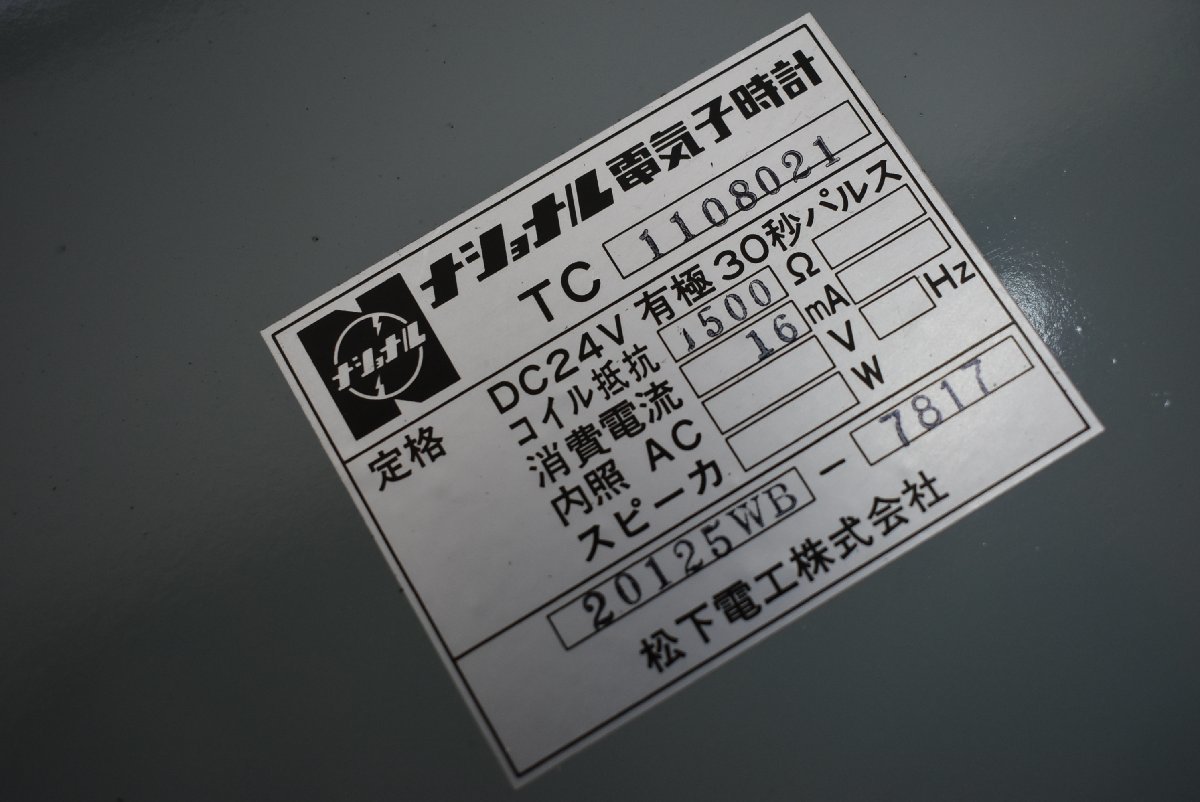 ナショナル
ナショナル電気子時計
TC 1108021
定格 DC24V 有極30秒パルス
コイル抵抗 1500 Ω
消費電流 16 mA
内照 AC V Hz
スピーカ W
20125WB - 7817
松下電工株式会社